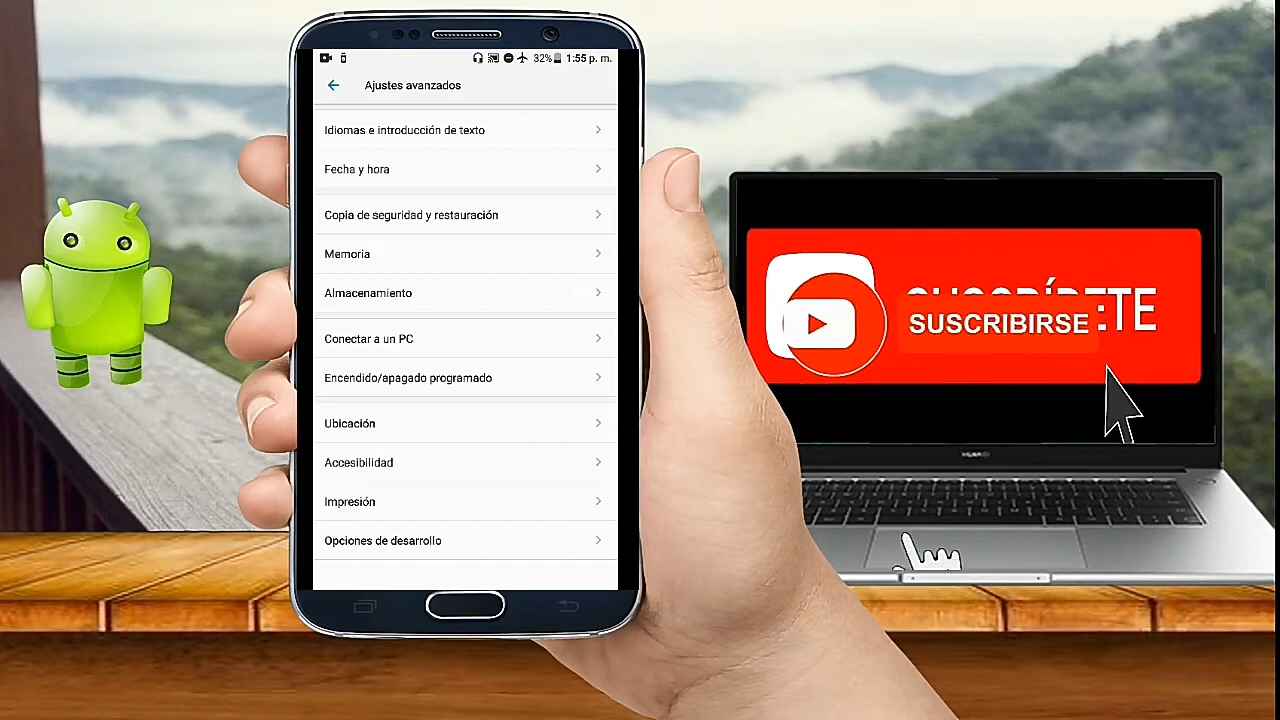 32% 1:55 p. m.
Ajustes avanzados
Idiomas e introducción de texto
Fecha y hora
Copia de seguridad y restauración
Memoria
Almacenamiento
Conectar a un PC
Encendido/apagado programado
Ubicación
Accesibilidad
Impresión
Opciones de desarrollo
SUSCRIBIRSE
HUAWEI